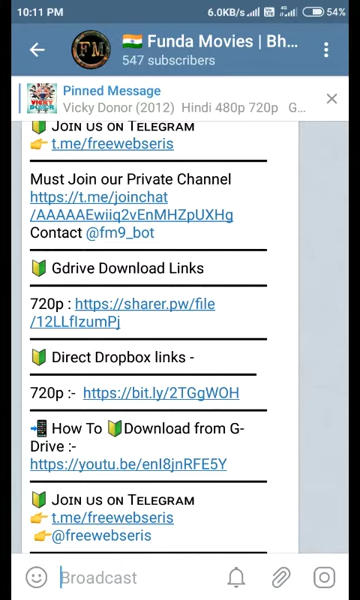 10:11 PM
6.0KB/s
54%
FM
🇮🇳 Funda Movies | Bh...
547 subscribers
Pinned Message
Vicky Donor (2012) Hindi 480p 720p G...
🔰 Join us on Telegram
👉 t.me/freewebseris
Must Join our Private Channel
https://t.me/joinchat
/AAAAAEwiiq2vEnMHZpUXHg
Contact @fm9_bot
🔰 Gdrive Download Links
720p : https://sharer.pw/file
/12LLfIzumPj
🔰 Direct Dropbox links -
720p :- https://bit.ly/2TGgWOH
📲 How To 🔰Download from G-
Drive :-
https://youtu.be/enI8jnRFE5Y
🔰 Join us on Telegram
👉 t.me/freewebseris
👉@freewebseris
Broadcast